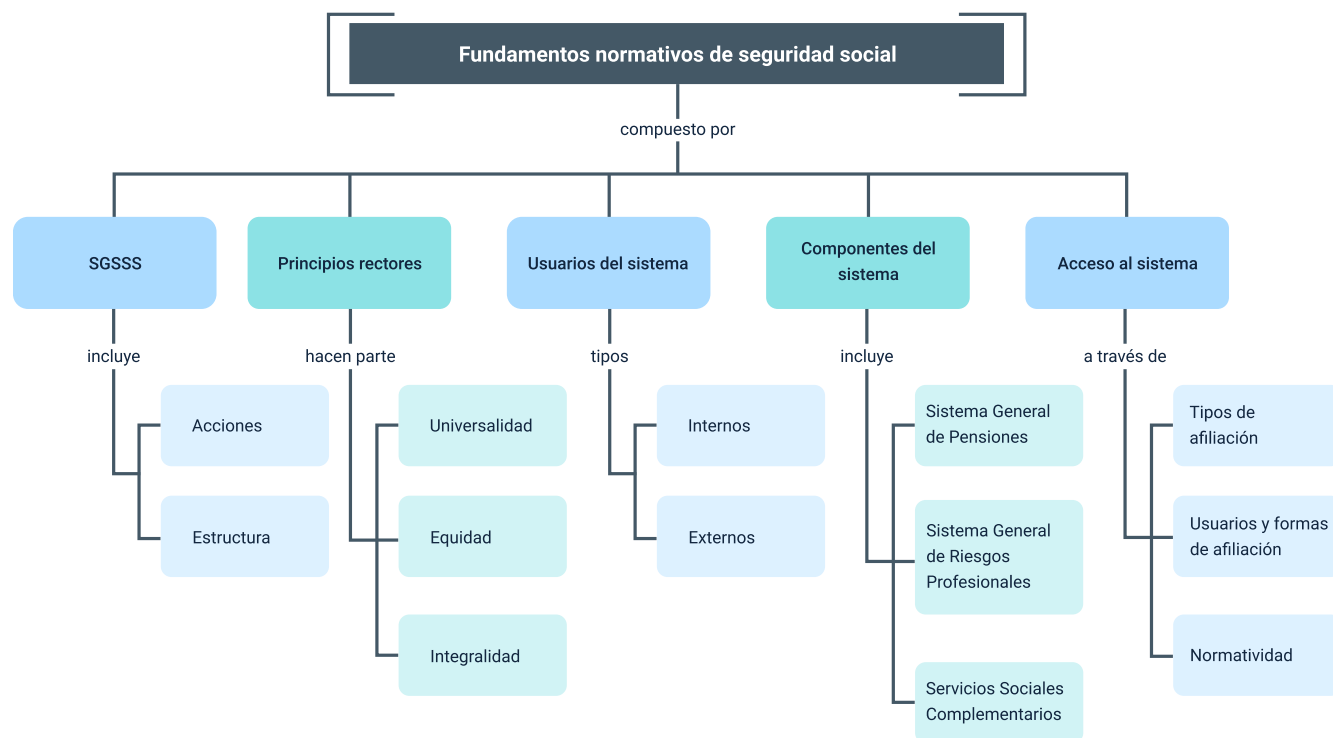 Fundamentos normativos de seguridad social
compuesto por
SGSSS
Principios rectores
Usuarios del sistema
Componentes del
sistema
Acceso al sistema
incluye
hacen parte
tipos
incluye
a través de
Acciones
Estructura
Universalidad
Equidad
Integralidad
Internos
Externos
Sistema General
de Pensiones
Sistema General
de Riesgos
Profesionales
Servicios Sociales
Complementarios
Tipos de
afiliación
Usuarios y formas
de afiliación
Normatividad